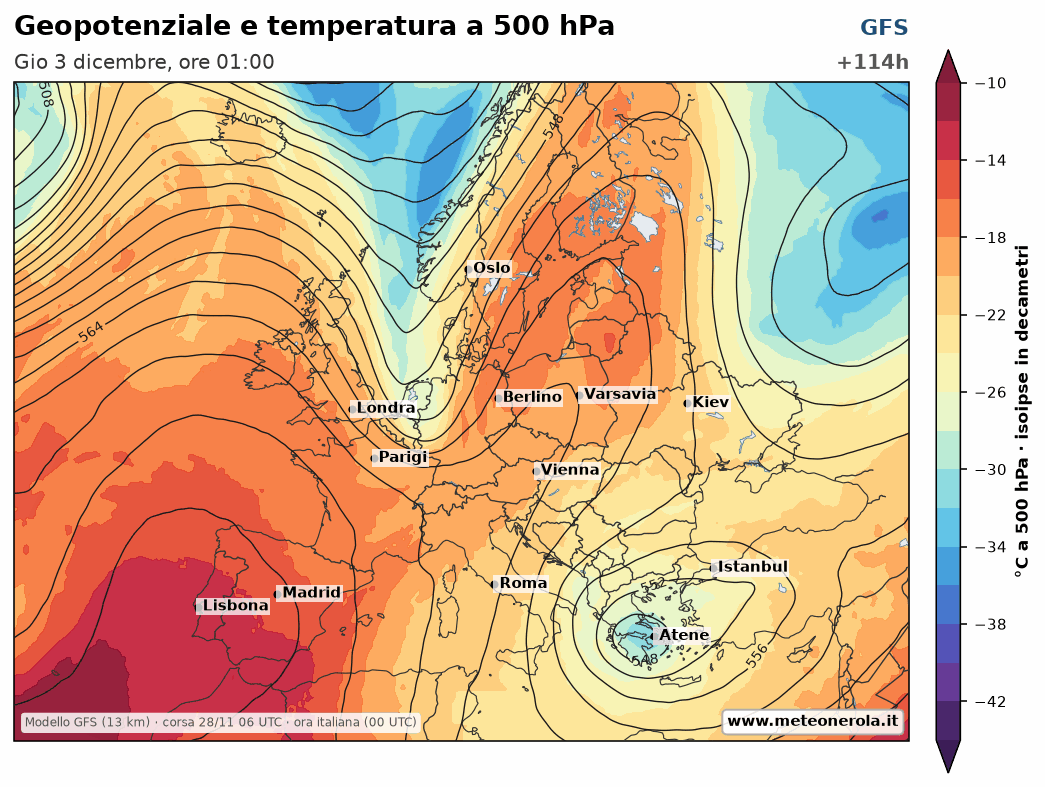 Geopotenziale e temperatura a 500 hPa
GFS
Gio 3 dicembre, ore 01:00
+114h
508
548
564
Oslo
Londra
Berlino
Varsavia
Kiev
Parigi
Vienna
Roma
Istanbul
Madrid
Lisbona
Atene
552
548
556
Modello GFS (13 km) · corsa 28/11 06 UTC · ora italiana (00 UTC)
www.meteonerola.it
−10
−14
−18
−22
−26
−30
−34
−38
−42
°C a 500 hPa · isoipse in decametri